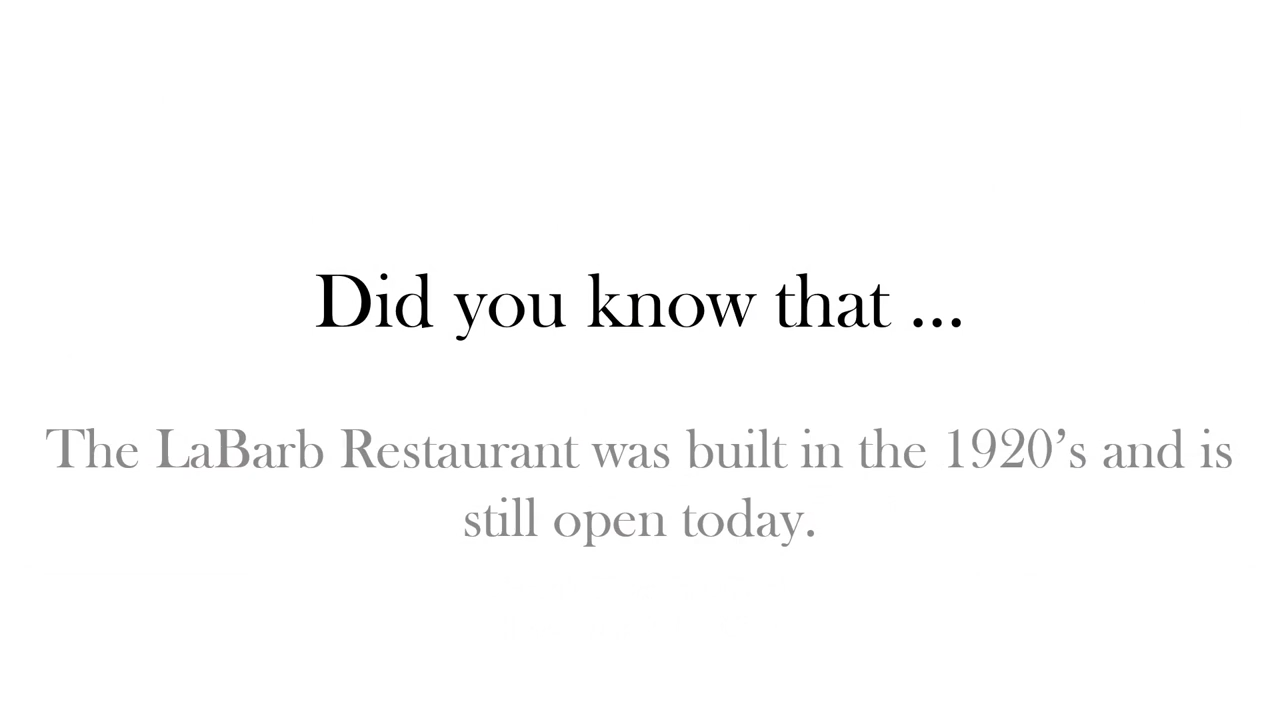 Did you know that ...
The LaBarb Restaurant was built in the 1920’s and is
still open today.